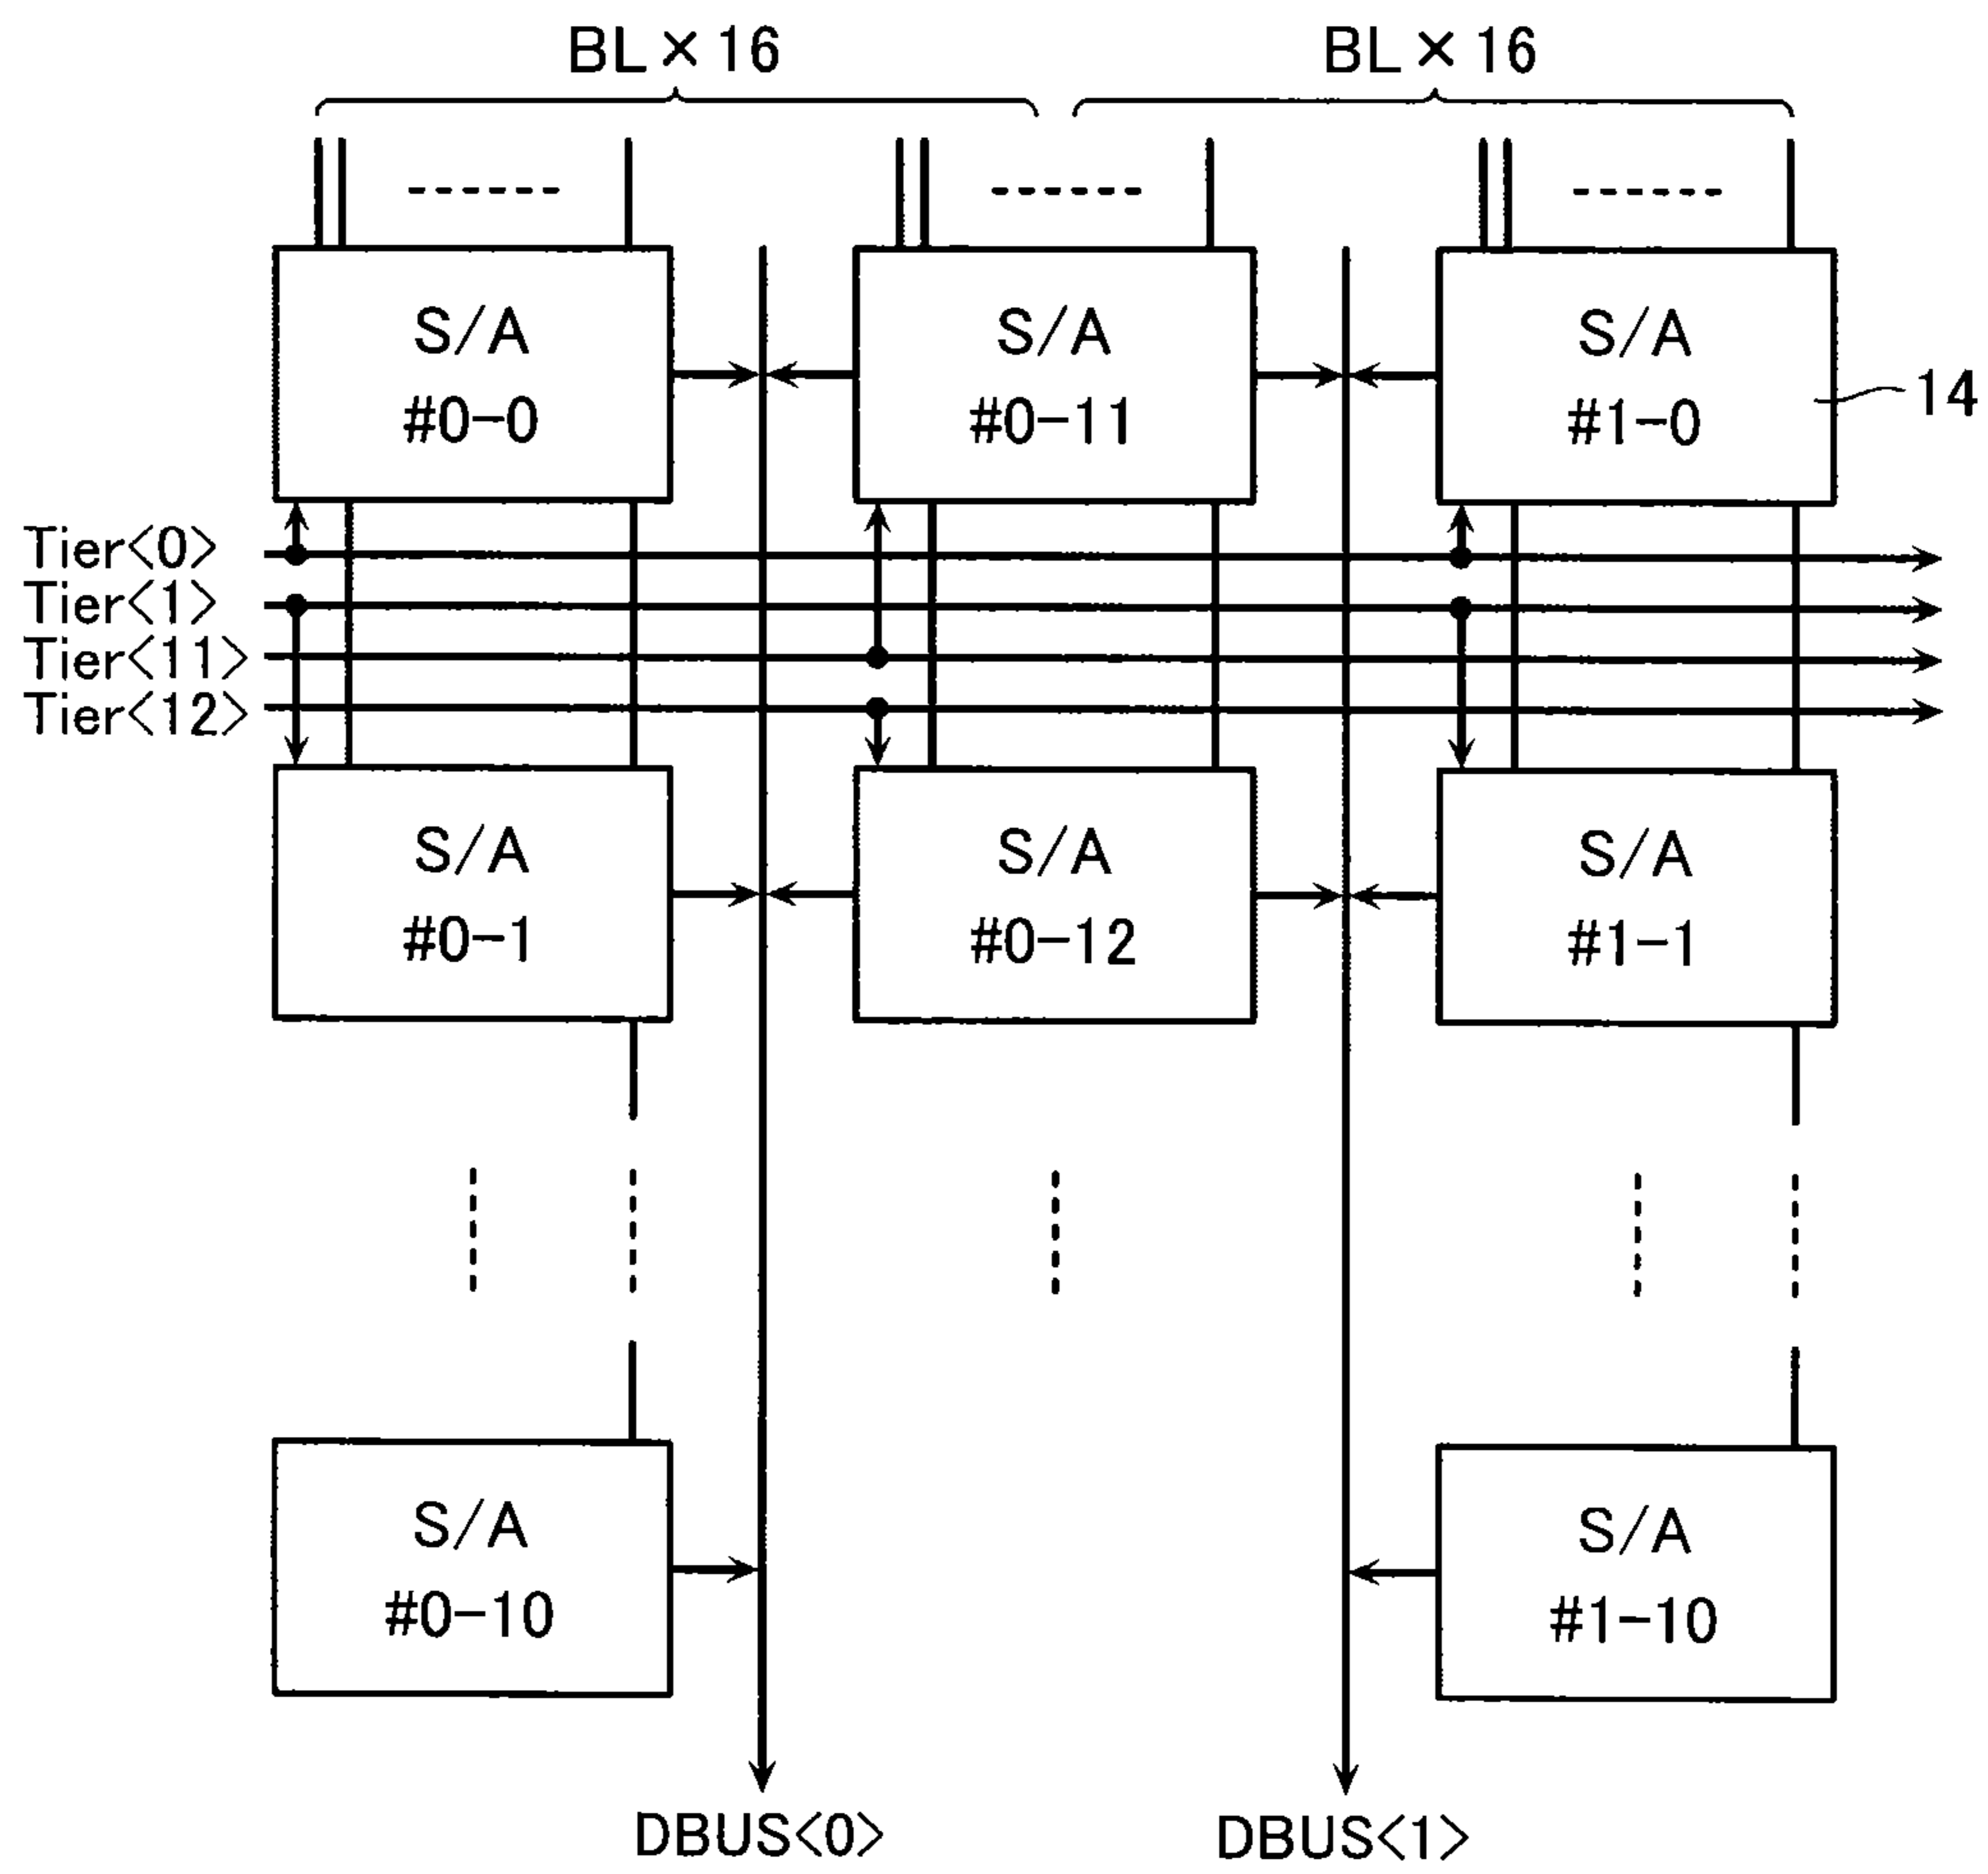 BL×16
BL×16
S/A
#0-0
S/A
#0-11
S/A
#1-0
14
Tier<0>
Tier<1>
Tier<11>
Tier<12>
S/A
#0-1
S/A
#0-12
S/A
#1-1
S/A
#0-10
S/A
#1-10
DBUS<0>
DBUS<1>